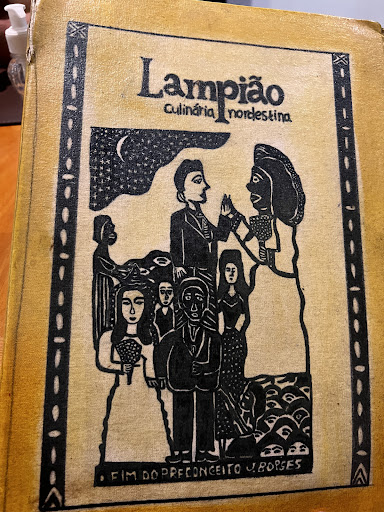 Lampião
Culinária nordestina
O FIM DO PRECONCEITO J. BORGES